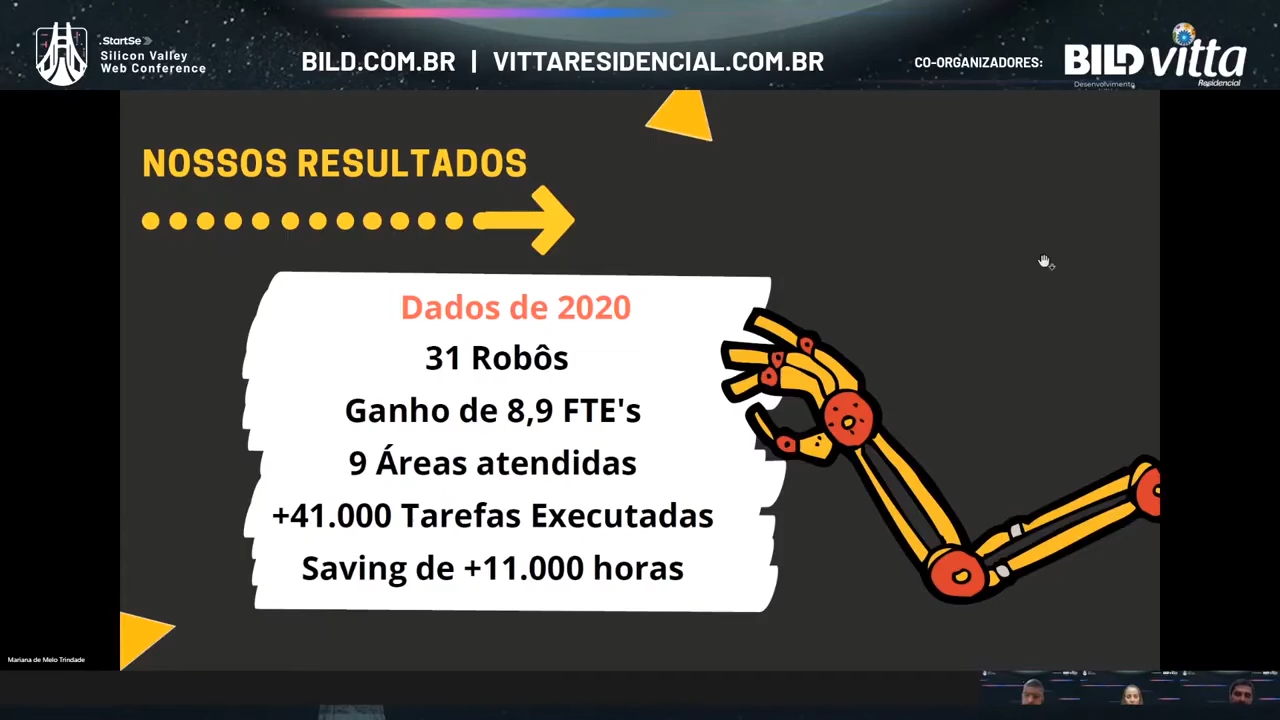 .StartSe
Silicon Valley
Web Conference
BILD.COM.BR | VITTARESIDENCIAL.COM.BR
CO-ORGANIZADORES:
BILD
Desenvolvimento
vitta
Residencial
NOSSOS RESULTADOS
Dados de 2020
31 Robôs
Ganho de 8,9 FTE's
9 Áreas atendidas
+41.000 Tarefas Executadas
Saving de +11.000 horas
Mariana de Melo Trindade